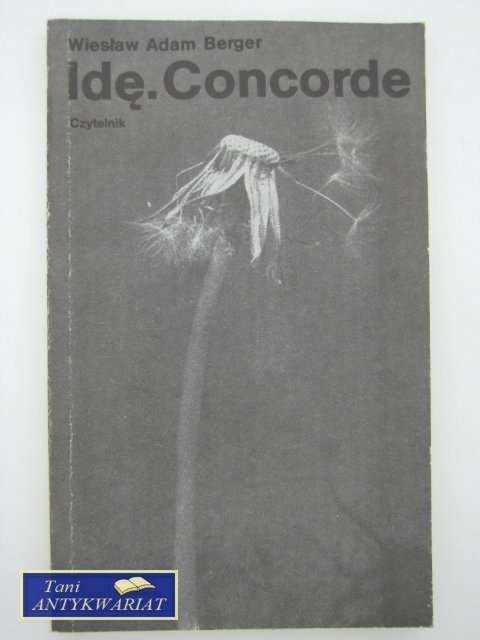 Wiesław Adam Berger
Idę. Concorde
Czytelnik
Tani
ANTYKWARIAT